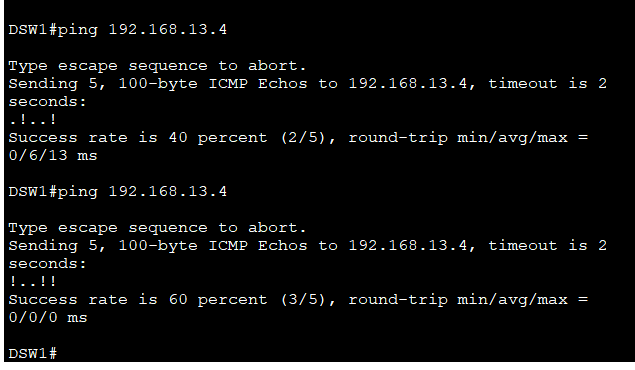 DSW1#ping 192.168.13.4
Type escape sequence to abort.
Sending 5, 100-byte ICMP Echos to 192.168.13.4, timeout is 2
seconds:
.!..!
Success rate is 40 percent (2/5), round-trip min/avg/max =
0/6/13 ms
DSW1#ping 192.168.13.4
Type escape sequence to abort.
Sending 5, 100-byte ICMP Echos to 192.168.13.4, timeout is 2
seconds:
!..!!
Success rate is 60 percent (3/5), round-trip min/avg/max =
0/0/0 ms
DSW1#